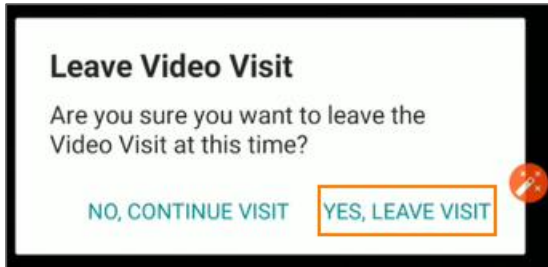 Leave Video Visit
Are you sure you want to leave the
Video Visit at this time?
NO, CONTINUE VISIT YES, LEAVE VISIT